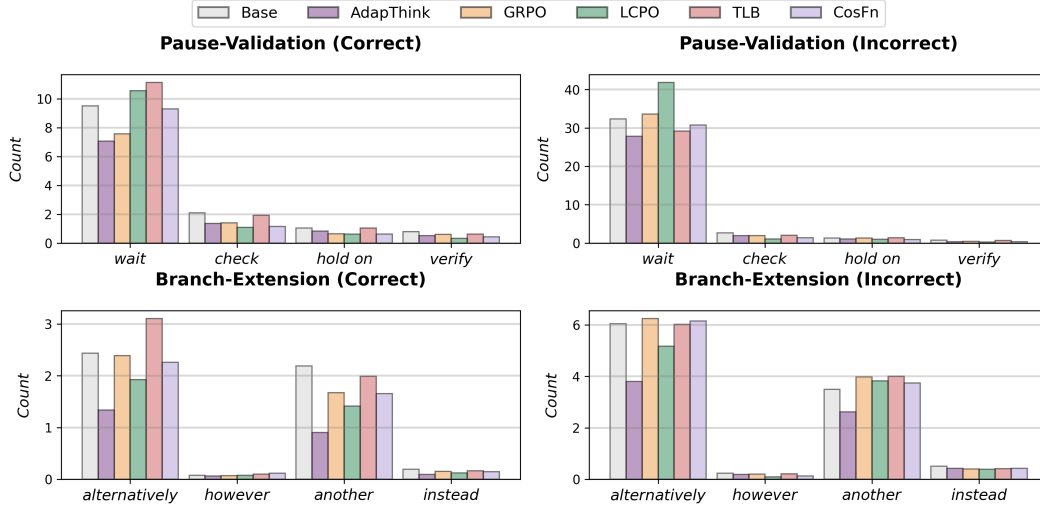 Base AdapThink GRPO LCPO TLB CosFn
Pause-Validation (Correct)
Count
10
8
6
4
2
0
wait check hold on verify
Pause-Validation (Incorrect)
Count
40
30
20
10
0
wait check hold on verify
Branch-Extension (Correct)
Count
3
2
1
0
alternatively however another instead
Branch-Extension (Incorrect)
Count
6
4
2
0
alternatively however another instead